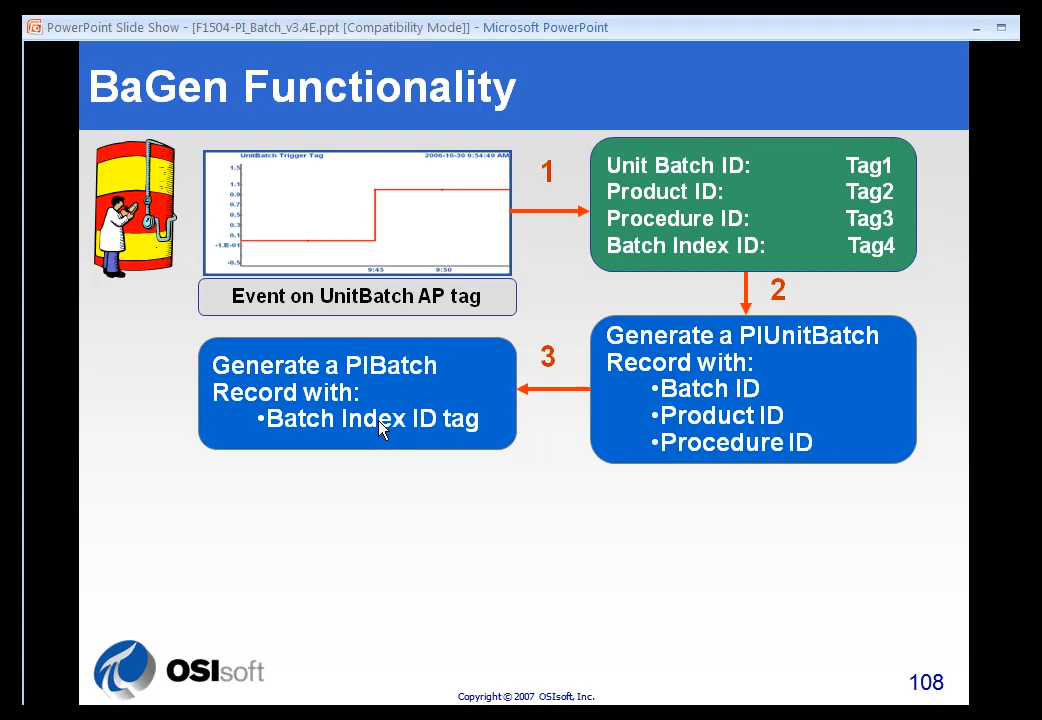 PowerPoint Slide Show - [F1504-PI_Batch_v3.4E.ppt [Compatibility Mode]] - Microsoft PowerPoint
BaGen Functionality
UnitBatch Trigger Tag 2006-10-30 9:54:49 AM
1.5
1.1
0.9
0.7
0.5
0.3
0.1
-1.E-01
-0.5
9:45 9:50
Event on UnitBatch AP tag
1
Unit Batch ID: Tag1
Product ID: Tag2
Procedure ID: Tag3
Batch Index ID: Tag4
2
Generate a PIUnitBatch
Record with:
•Batch ID
•Product ID
•Procedure ID
3
Generate a PIBatch
Record with:
•Batch Index ID tag
OSIsoft
Copyright © 2007 OSIsoft, Inc.
108